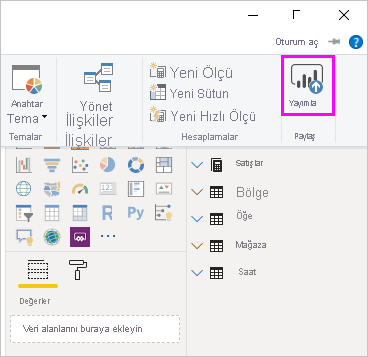 Oturum aç
?
Anahtar
Tema
Temalar
Yönet
İlişkiler
İlişkiler
Yeni Ölçü
Yeni Sütun
Yeni Hızlı Ölçü
Hesaplamalar
Yayımla
Paylaş
123
R Py
Satışlar
Bölge
Öğe
Mağaza
Saat
Değerler
Veri alanlarını buraya ekleyin